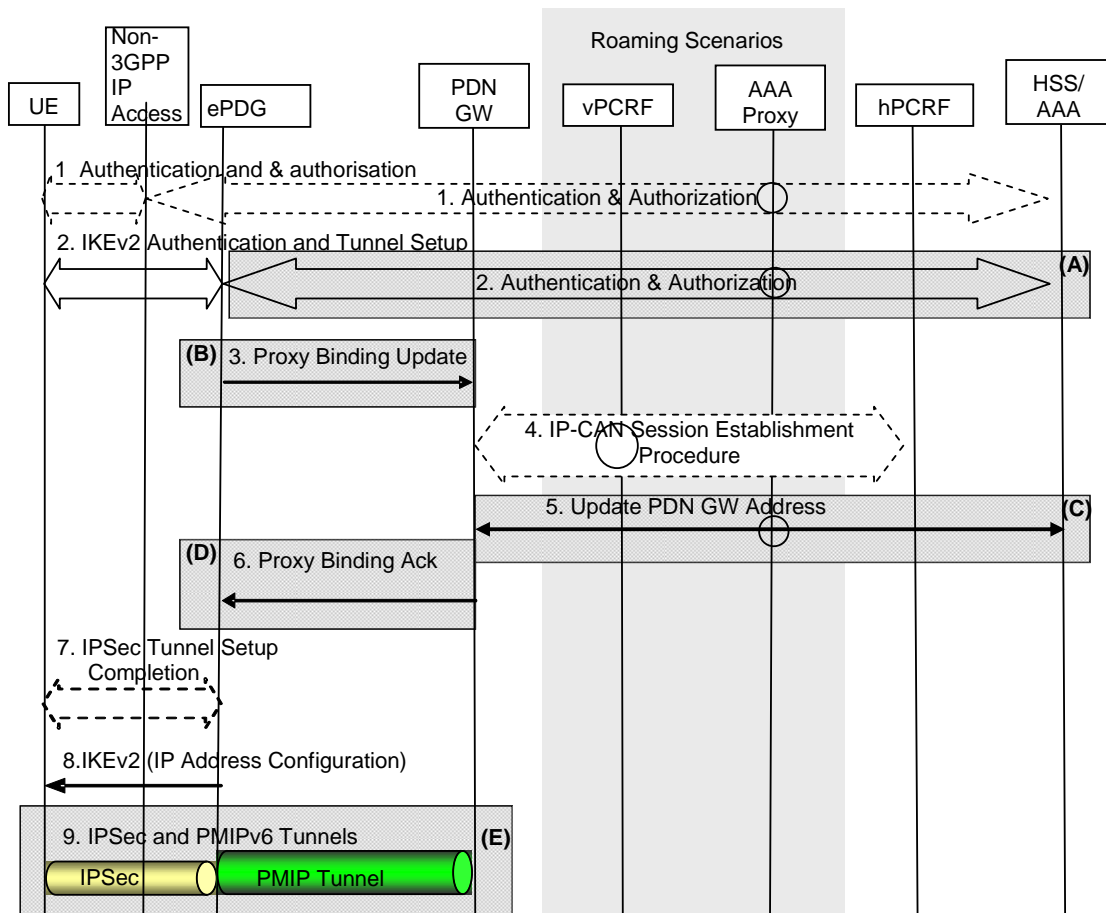 Roaming Scenarios
Non-
3GPP
IP
Access
UE
ePDG
PDN
GW
vPCRF
AAA
Proxy
hPCRF
HSS/
AAA
1 Authentication and & authorisation
1. Authentication & Authorization
2. IKEv2 Authentication and Tunnel Setup
(A)
2. Authentication & Authorization
(B)
3. Proxy Binding Update
4. IP-CAN Session Establishment
Procedure
5. Update PDN GW Address
(C)
(D)
6. Proxy Binding Ack
7. IPSec Tunnel Setup
Completion
8.IKEv2 (IP Address Configuration)
9. IPSec and PMIPv6 Tunnels
(E)
IPSec
PMIP Tunnel